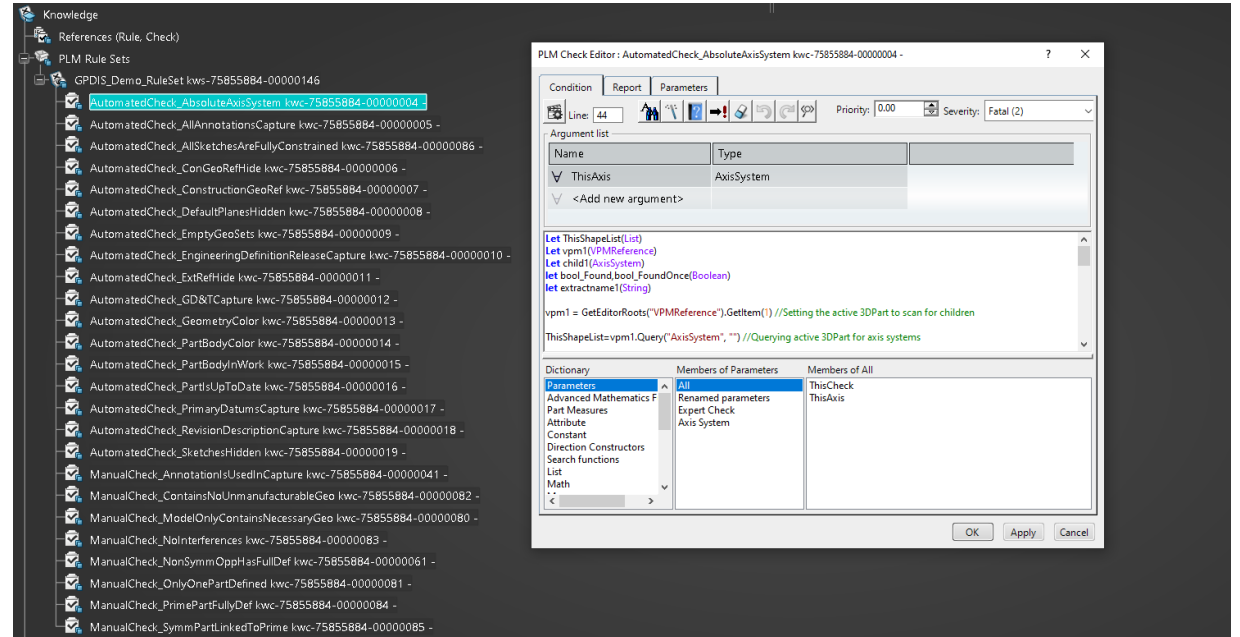 Knowledge
References (Rule, Check)
PLM Rule Sets
GPDIS_Demo_RuleSet kws-75855884-00000146
AutomatedCheck_AbsoluteAxisSystem kwc-75855884-00000004 -
AutomatedCheck_AllAnnotationsCapture kwc-75855884-00000005 -
AutomatedCheck_AllSketchesAreFullyConstrained kwc-75855884-00000086 -
AutomatedCheck_ConGeoRefHide kwc-75855884-00000006 -
AutomatedCheck_ConstructionGeoRef kwc-75855884-00000007 -
AutomatedCheck_DefaultPlanesHidden kwc-75855884-00000008 -
AutomatedCheck_EmptyGeoSets kwc-75855884-00000009 -
AutomatedCheck_EngineeringDefinitionReleaseCapture kwc-75855884-00000010 -
AutomatedCheck_ExtRefHide kwc-75855884-00000011 -
AutomatedCheck_GD&TCapture kwc-75855884-00000012 -
AutomatedCheck_GeometryColor kwc-75855884-00000013 -
AutomatedCheck_PartBodyColor kwc-75855884-00000014 -
AutomatedCheck_PartBodyInWork kwc-75855884-00000015 -
AutomatedCheck_PartIsUpToDate kwc-75855884-00000016 -
AutomatedCheck_PrimaryDatumsCapture kwc-75855884-00000017 -
AutomatedCheck_RevisionDescriptionCapture kwc-75855884-00000018 -
AutomatedCheck_SketchesHidden kwc-75855884-00000019 -
ManualCheck_AnnotationIsUsedInCapture kwc-75855884-00000041 -
ManualCheck_ContainsNoUnmanufacturableGeo kwc-75855884-00000082 -
ManualCheck_ModelOnlyContainsNecessaryGeo kwc-75855884-00000080 -
ManualCheck_NoInterferences kwc-75855884-00000083 -
ManualCheck_NonSymmOppHasFullDef kwc-75855884-00000061 -
ManualCheck_OnlyOnePartDefined kwc-75855884-00000081 -
ManualCheck_PrimePartFullyDef kwc-75855884-00000084 -
ManualCheck_SymmPartLinkedToPrime kwc-75855884-00000085 -
PLM Check Editor : AutomatedCheck_AbsoluteAxisSystem kwc-75855884-00000004 -
Condition Report Parameters
Line: 44 Priority: 0.00 Severity: Fatal (2)
Argument list
Name Type
∀ ThisAxis AxisSystem
∀ <Add new argument>
Let ThisShapeList(List)
Let vpm1(VPMReference)
Let child1(AxisSystem)
let bool_Found,bool_FoundOnce(Boolean)
let extractname1(String)
vpm1 = GetEditorRoots("VPMReference").GetItem(1) //Setting the active 3DPart to scan for children
ThisShapeList=vpm1.Query("AxisSystem", "") //Querying active 3DPart for axis systems
Dictionary Members of Parameters Members of All
Parameters All ThisCheck
Advanced Mathematics F Renamed parameters ThisAxis
Part Measures Expert Check
Attribute Axis System
Constant
Direction Constructors
Search functions
List
Math
OK Apply Cancel